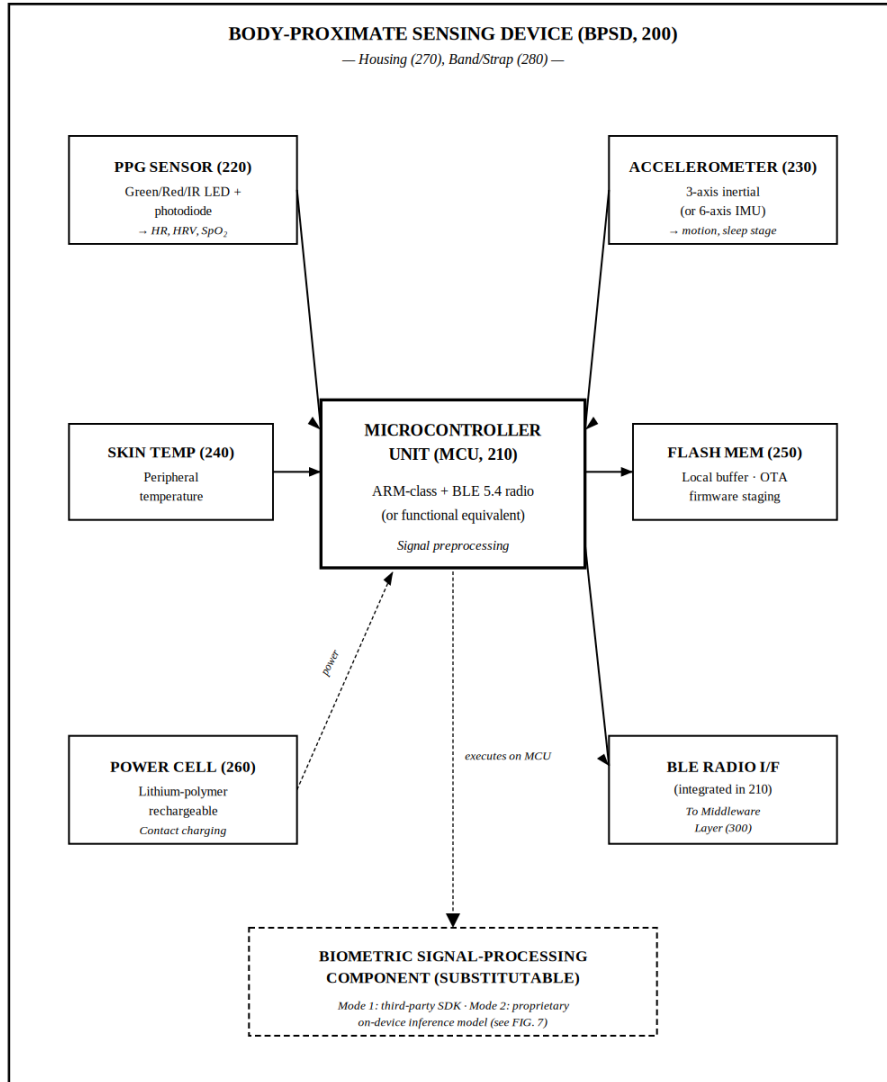 BODY-PROXIMATE SENSING DEVICE (BPSD, 200)
— Housing (270), Band/Strap (280) —
PPG SENSOR (220)
Green/Red/IR LED +
photodiode
→ HR, HRV, SpO₂
ACCELEROMETER (230)
3-axis inertial
(or 6-axis IMU)
→ motion, sleep stage
SKIN TEMP (240)
Peripheral
temperature
MICROCONTROLLER
UNIT (MCU, 210)
ARM-class + BLE 5.4 radio
(or functional equivalent)
Signal preprocessing
FLASH MEM (250)
Local buffer · OTA
firmware staging
power
executes on MCU
POWER CELL (260)
Lithium-polymer
rechargeable
Contact charging
BLE RADIO I/F
(integrated in 210)
To Middleware
Layer (300)
BIOMETRIC SIGNAL-PROCESSING
COMPONENT (SUBSTITUTABLE)
Mode 1: third-party SDK · Mode 2: proprietary
on-device inference model (see FIG. 7)